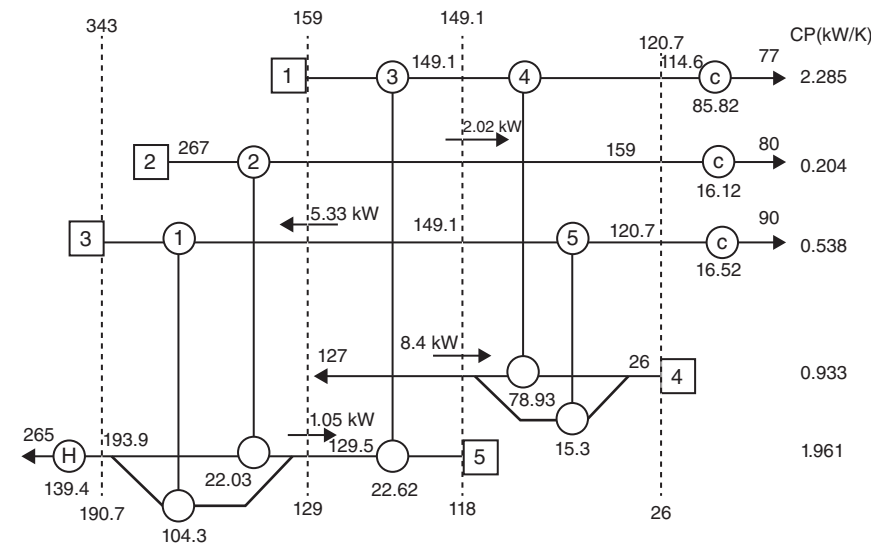 343 159 149.1
120.7 CP(kW/K)
1 3 149.1 4 114.6 c 77 2.285
85.82
2.02 kW
2 267 2 159 c 80 0.204
16.12
5.33 kW
3 1 149.1 5 120.7 c 90 0.538
16.52
8.4 kW
127 26 4 0.933
78.93
15.3
1.05 kW
265 H 193.9 129.5 5 1.961
139.4 22.03 22.62
190.7 129 118 26
104.3